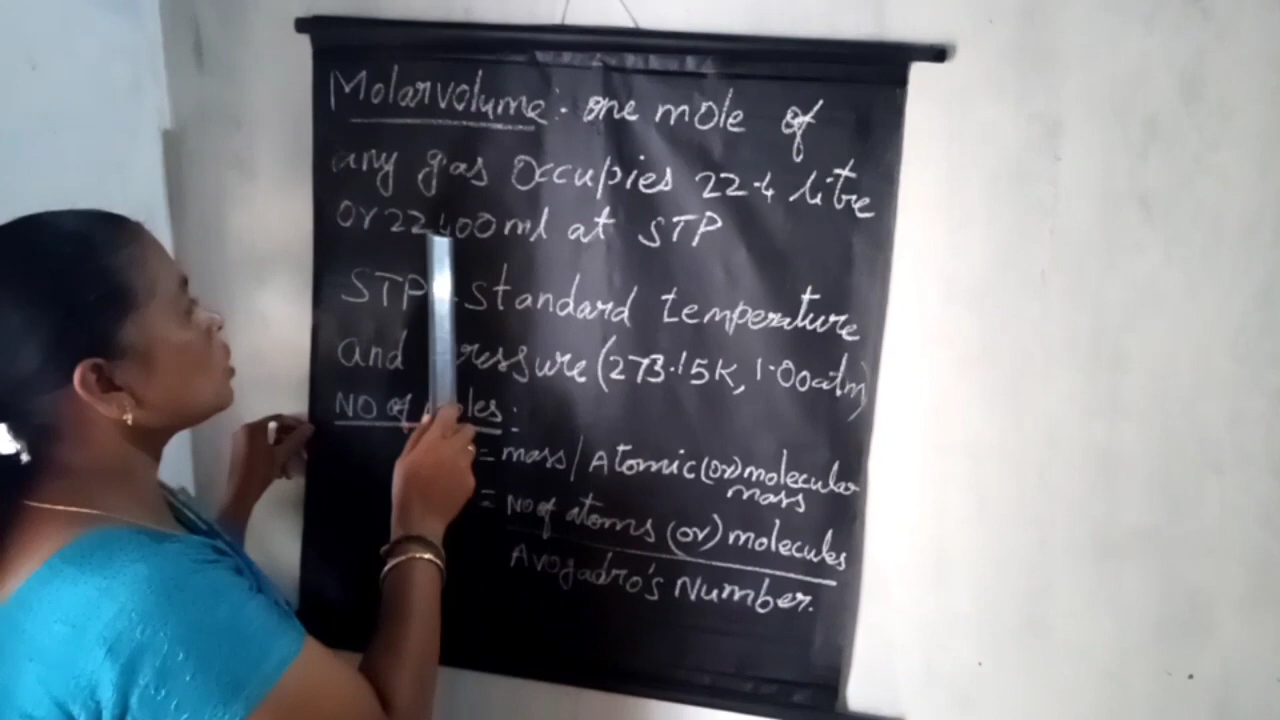 Molar volume:- one mole of
any gas occupies 22.4 litre
or 22400 ml at STP
STP - standard temperature
and pressure (273.15K, 1.00atm)
NO of moles:
= mass / Atomic (or) molecular
mass
= NO of atoms (or) molecules
Avogadro's Number.